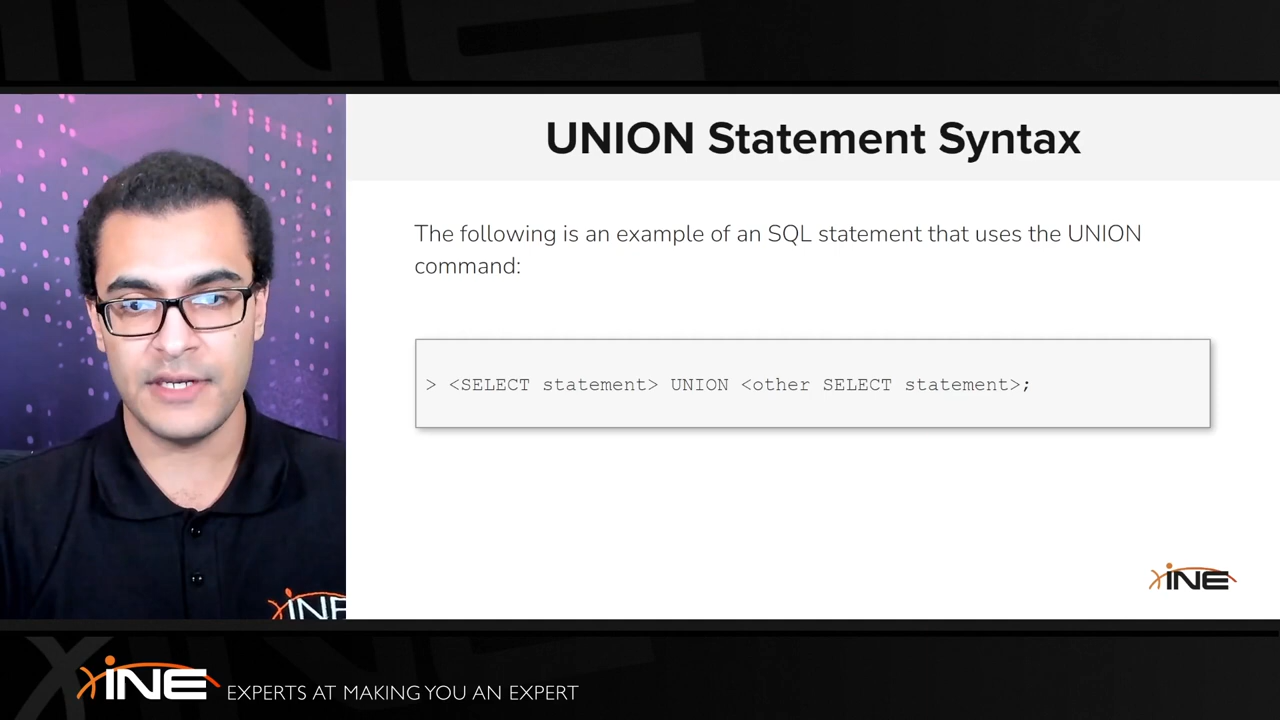 UNION Statement Syntax
The following is an example of an SQL statement that uses the UNION
command:
> <SELECT statement> UNION <other SELECT statement>;
iNE
iNE
iNE EXPERTS AT MAKING YOU AN EXPERT